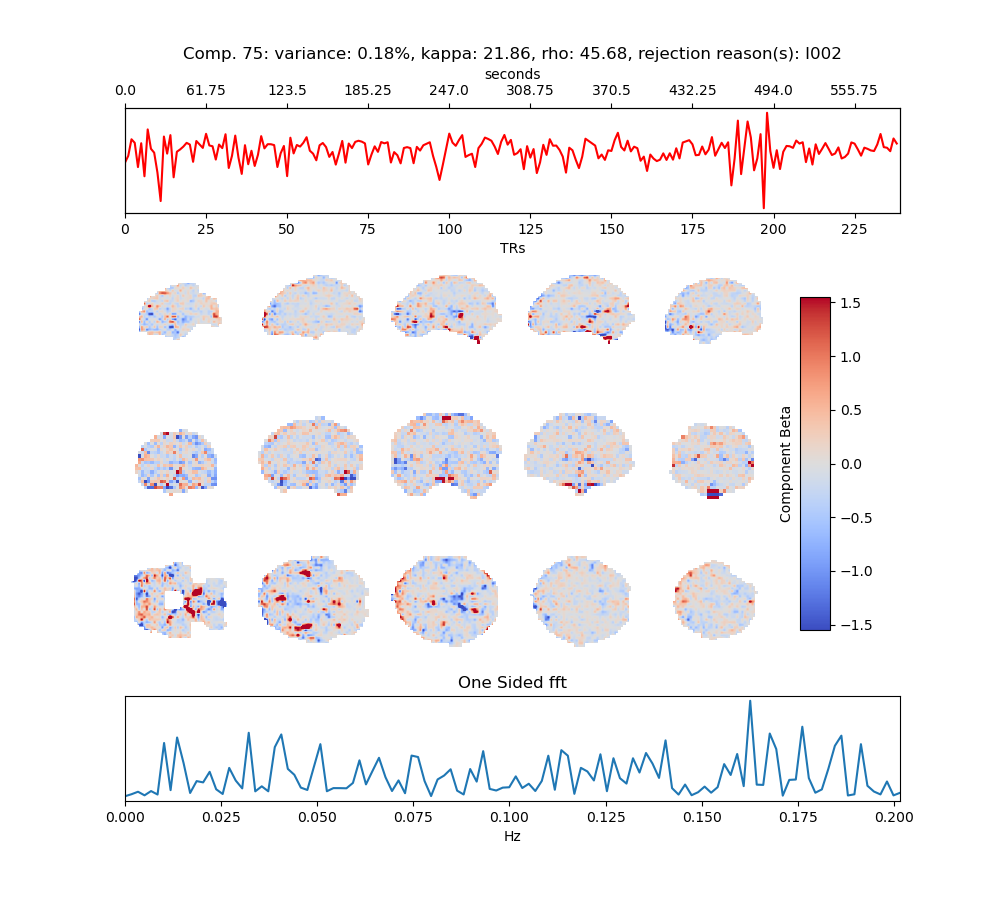 Comp. 75: variance: 0.18%, kappa: 21.86, rho: 45.68, rejection reason(s): I002
seconds
0.0 61.75 123.5 185.25 247.0 308.75 370.5 432.25 494.0 555.75
0 25 50 75 100 125 150 175 200 225
TRs
1.5
1.0
0.5
0.0
−0.5
−1.0
−1.5
Component Beta
One Sided fft
0.000 0.025 0.050 0.075 0.100 0.125 0.150 0.175 0.200
Hz